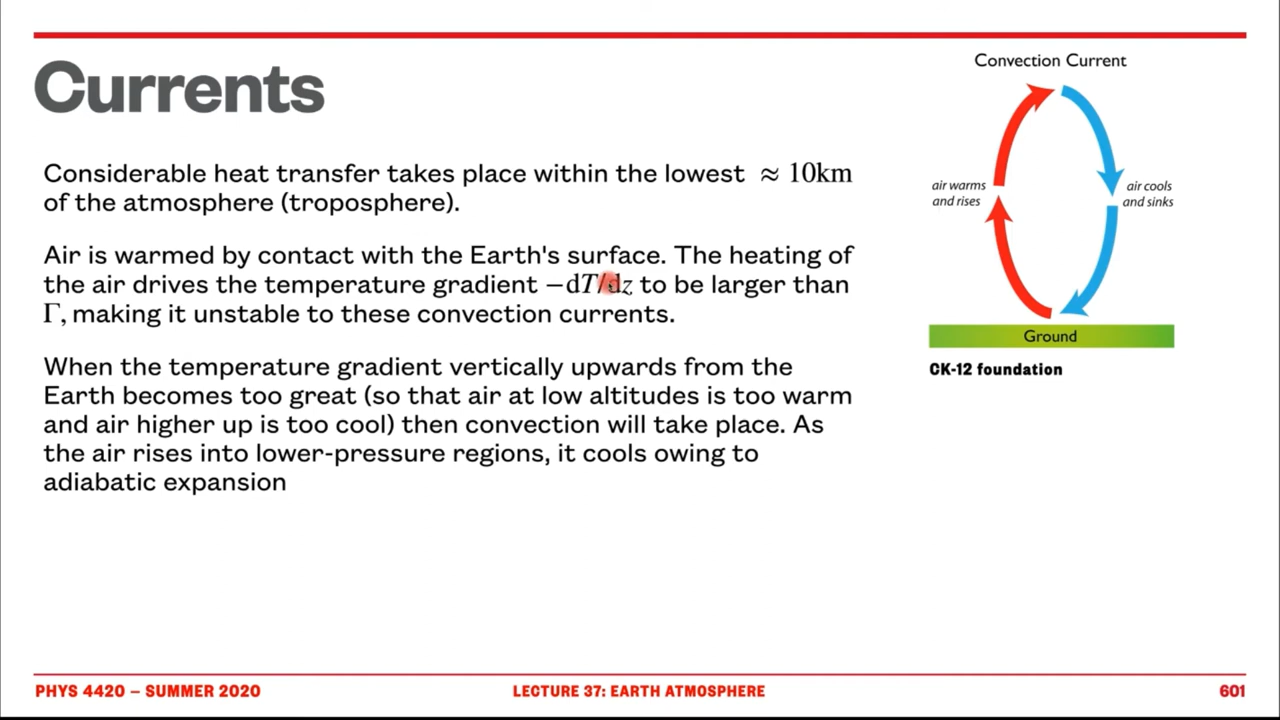 Currents
Considerable heat transfer takes place within the lowest ≈ 10km
of the atmosphere (troposphere).
Air is warmed by contact with the Earth's surface. The heating of
the air drives the temperature gradient −dT/dz to be larger than
Γ, making it unstable to these convection currents.
When the temperature gradient vertically upwards from the
Earth becomes too great (so that air at low altitudes is too warm
and air higher up is too cool) then convection will take place. As
the air rises into lower-pressure regions, it cools owing to
adiabatic expansion
Convection Current
air warms
and rises
air cools
and sinks
Ground
CK-12 foundation
PHYS 4420 – SUMMER 2020
LECTURE 37: EARTH ATMOSPHERE
601